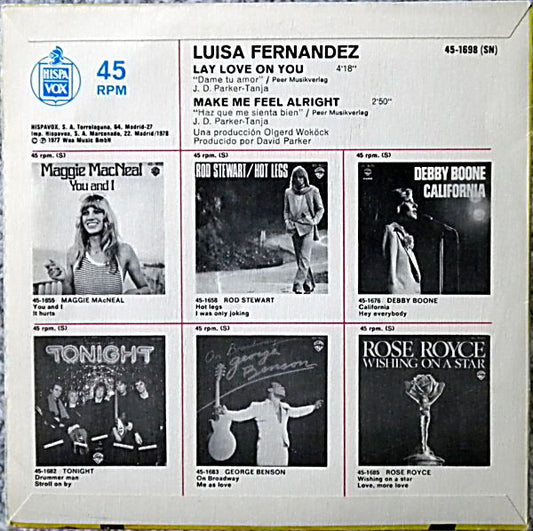 HISPA
VOX
45
RPM
HISPAVOX, S. A. Torrelaguna, 64. Madrid-27
Imp. Hispavox, S. A. Mercenado, 22. Madrid/1978
© ℗ 1977 Wea Music GmbH
LUISA FERNANDEZ
45-1698 (SN)
LAY LOVE ON YOU 4'18"
"Dame tu amor" / Peer Musikverlag
J. D. Parker-Tanja
MAKE ME FEEL ALRIGHT 2'50"
"Haz que me sienta bien" / Peer Musikverlag
J. D. Parker-Tanja
Una producción Olgerd Woköck
Producido por David Parker
45 rpm. (S)
Maggie MacNeal
You and I
45-1655 MAGGIE MacNEAL
You and I
It hurts
45 rpm. (S)
ROD STEWART/HOT LEGS
45-1658 ROD STEWART
Hot legs
I was only joking
45 rpm. (S)
DEBBY BOONE
CALIFORNIA
45-1676 DEBBY BOONE
California
Hey everybody
45 rpm. (S)
TONIGHT
45-1682 TONIGHT
Drummer man
Stroll on by
45 rpm. (S)
On Broadway
George
Benson
45-1683 GEORGE BENSON
On Broadway
Me as love
45 rpm. (S)
ROSE ROYCE
WISHING ON A STAR
45-1685 ROSE ROYCE
Wishing on a star
Love, more love